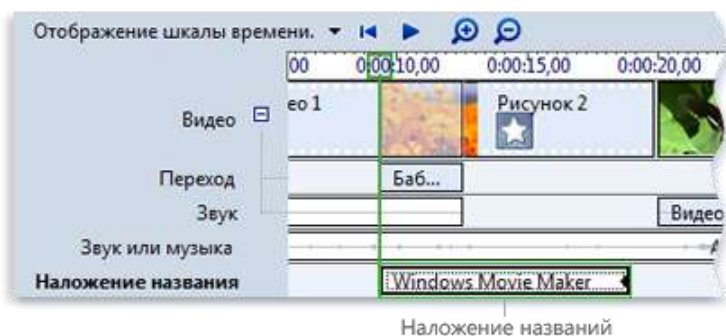 Отображение шкалы времени.
00 0:00:10,00 0:00:15,00 0:00:20,00
Видео ео 1 Рисунок 2
Переход Баб...
Звук Видео
Звук или музыка
Наложение названия Windows Movie Maker
Наложение названий